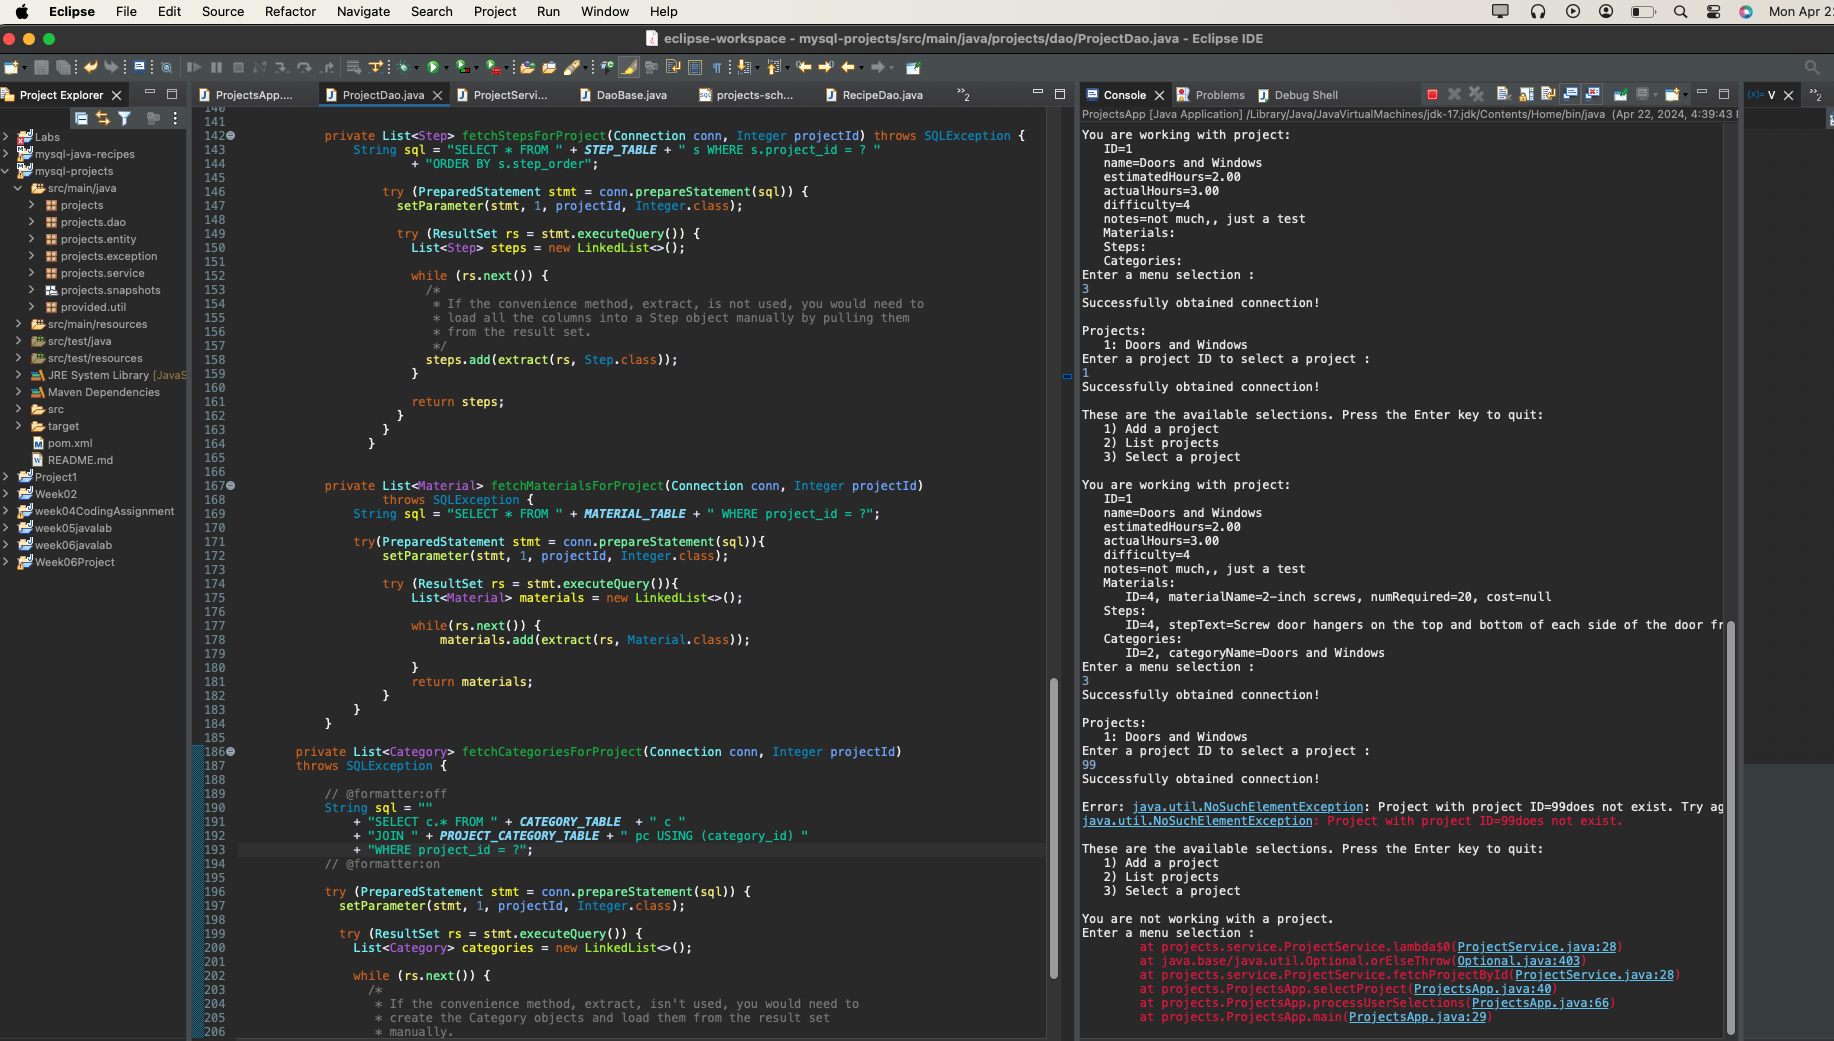 Eclipse File Edit Source Refactor Navigate Search Project Run Window Help Mon Apr 2
eclipse-workspace - mysql-projects/src/main/java/projects/dao/ProjectDao.java - Eclipse IDE
Project Explorer
Labs
mysql-java-recipes
mysql-projects
src/main/java
projects
projects.dao
projects.entity
projects.exception
projects.service
projects.snapshots
provided.util
src/main/resources
src/test/java
src/test/resources
JRE System Library [JavaS
Maven Dependencies
src
target
pom.xml
README.md
Project1
Week02
week04CodingAssignment
week05javalab
week06javalab
Week06Project
ProjectsApp.... ProjectDao.java ProjectServi... DaoBase.java projects-sch... RecipeDao.java »2
140
141
142 private List<Step> fetchStepsForProject(Connection conn, Integer projectId) throws SQLException {
143 String sql = "SELECT * FROM " + STEP_TABLE + " s WHERE s.project_id = ? "
144 + "ORDER BY s.step_order";
145
146 try (PreparedStatement stmt = conn.prepareStatement(sql)) {
147 setParameter(stmt, 1, projectId, Integer.class);
148
149 try (ResultSet rs = stmt.executeQuery()) {
150 List<Step> steps = new LinkedList<>();
151
152 while (rs.next()) {
153 /*
154 * If the convenience method, extract, is not used, you would need to
155 * load all the columns into a Step object manually by pulling them
156 * from the result set.
157 */
158 steps.add(extract(rs, Step.class));
159 }
160
161 return steps;
162 }
163 }
164 }
165
166
167 private List<Material> fetchMaterialsForProject(Connection conn, Integer projectId)
168 throws SQLException {
169 String sql = "SELECT * FROM " + MATERIAL_TABLE + " WHERE project_id = ?";
170
171 try(PreparedStatement stmt = conn.prepareStatement(sql)){
172 setParameter(stmt, 1, projectId, Integer.class);
173
174 try (ResultSet rs = stmt.executeQuery()){
175 List<Material> materials = new LinkedList<>();
176
177 while(rs.next()) {
178 materials.add(extract(rs, Material.class));
179
180 }
181 return materials;
182 }
183 }
184 }
185
186 private List<Category> fetchCategoriesForProject(Connection conn, Integer projectId)
187 throws SQLException {
188
189 // @formatter:off
190 String sql = ""
191 + "SELECT c.* FROM " + CATEGORY_TABLE + " c "
192 + "JOIN " + PROJECT_CATEGORY_TABLE + " pc USING (category_id) "
193 + "WHERE project_id = ?";
194 // @formatter:on
195
196 try (PreparedStatement stmt = conn.prepareStatement(sql)) {
197 setParameter(stmt, 1, projectId, Integer.class);
198
199 try (ResultSet rs = stmt.executeQuery()) {
200 List<Category> categories = new LinkedList<>();
201
202 while (rs.next()) {
203 /*
204 * If the convenience method, extract, isn't used, you would need to
205 * create the Category objects and load them from the result set
206 * manually.
Console Problems Debug Shell
ProjectsApp [Java Application] /Library/Java/JavaVirtualMachines/jdk-17.jdk/Contents/Home/bin/java (Apr 22, 2024, 4:39:43
You are working with project:
ID=1
name=Doors and Windows
estimatedHours=2.00
actualHours=3.00
difficulty=4
notes=not much,, just a test
Materials:
Steps:
Categories:
Enter a menu selection :
3
Successfully obtained connection!
Projects:
1: Doors and Windows
Enter a project ID to select a project :
1
Successfully obtained connection!
These are the available selections. Press the Enter key to quit:
1) Add a project
2) List projects
3) Select a project
You are working with project:
ID=1
name=Doors and Windows
estimatedHours=2.00
actualHours=3.00
difficulty=4
notes=not much,, just a test
Materials:
ID=4, materialName=2-inch screws, numRequired=20, cost=null
Steps:
ID=4, stepText=Screw door hangers on the top and bottom of each side of the door fr
Categories:
ID=2, categoryName=Doors and Windows
Enter a menu selection :
3
Successfully obtained connection!
Projects:
1: Doors and Windows
Enter a project ID to select a project :
99
Successfully obtained connection!
Error: java.util.NoSuchElementException: Project with project ID=99does not exist. Try ag
java.util.NoSuchElementException: Project with project ID=99does not exist.
These are the available selections. Press the Enter key to quit:
1) Add a project
2) List projects
3) Select a project
You are not working with a project.
Enter a menu selection :
at projects.service.ProjectService.lambda$0(ProjectService.java:28)
at java.base/java.util.Optional.orElseThrow(Optional.java:403)
at projects.service.ProjectService.fetchProjectById(ProjectService.java:28)
at projects.ProjectsApp.selectProject(ProjectsApp.java:40)
at projects.ProjectsApp.processUserSelections(ProjectsApp.java:66)
at projects.ProjectsApp.main(ProjectsApp.java:29)
(x)= V »2